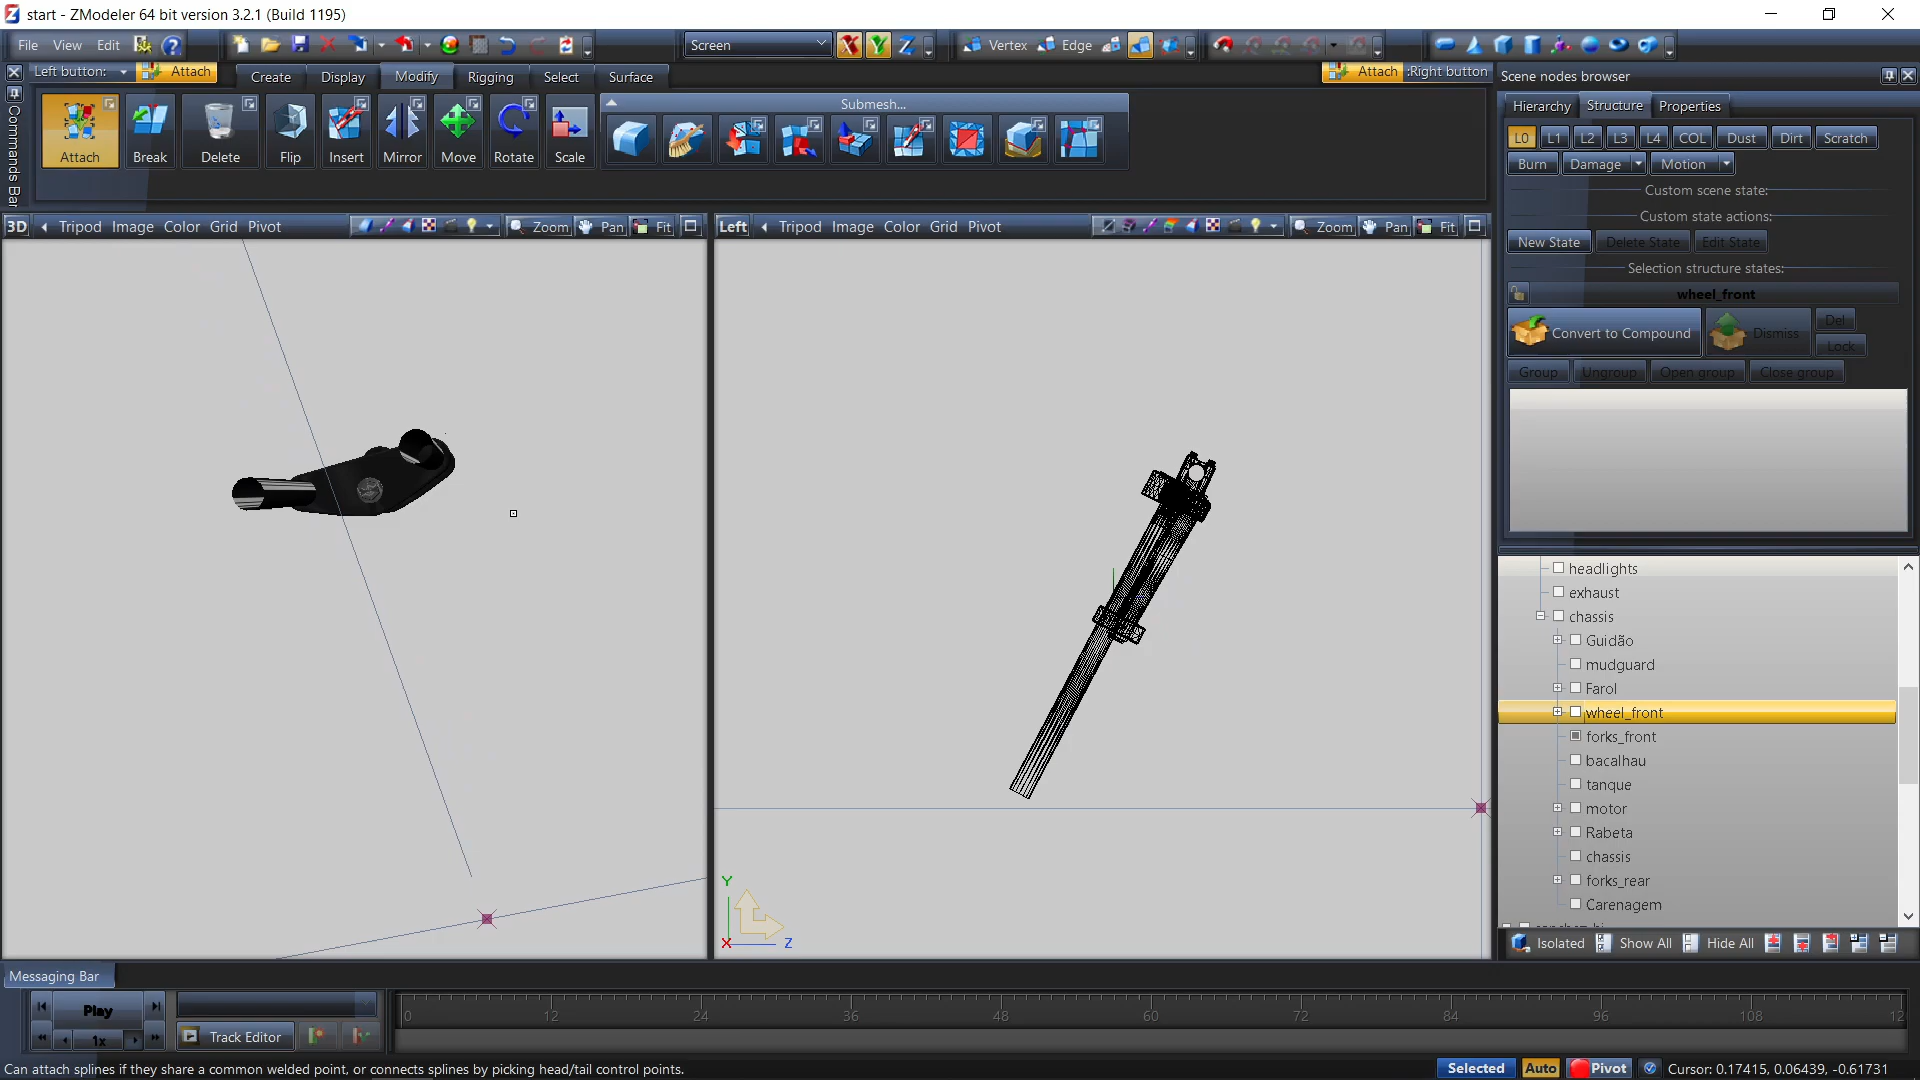 start - ZModeler 64 bit version 3.2.1 (Build 1195)
File View Edit Screen Vertex Edge
Left button: Attach Attach :Right button
Create Display Modify Rigging Select Surface
Commands Bar
Submesh...
Attach Break Delete Flip Insert Mirror Move Rotate Scale
3D Tripod Image Color Grid Pivot Zoom Pan Fit
Left Tripod Image Color Grid Pivot Zoom Pan Fit
Y
X Z
Scene nodes browser
Hierarchy Structure Properties
L0 L1 L2 L3 L4 COL Dust Dirt Scratch
Burn Damage Motion
Custom scene state:
Custom state actions:
New State Delete State Edit State
Selection structure states:
wheel_front
Convert to Compound Dismiss Del
Lock
Group Ungroup Open group Close group
headlights
exhaust
chassis
Guidão
mudguard
Farol
wheel_front
forks_front
bacalhau
tanque
motor
Rabeta
chassis
forks_rear
Carenagem
Isolated Show All Hide All
Messaging Bar
Play
1x
Track Editor
0 12 24 36 48 60 72 84 96 108 12
Can attach splines if they share a common welded point, or connects splines by picking head/tail control points.
Selected Auto Pivot Cursor: 0.17415, 0.06439, -0.61731